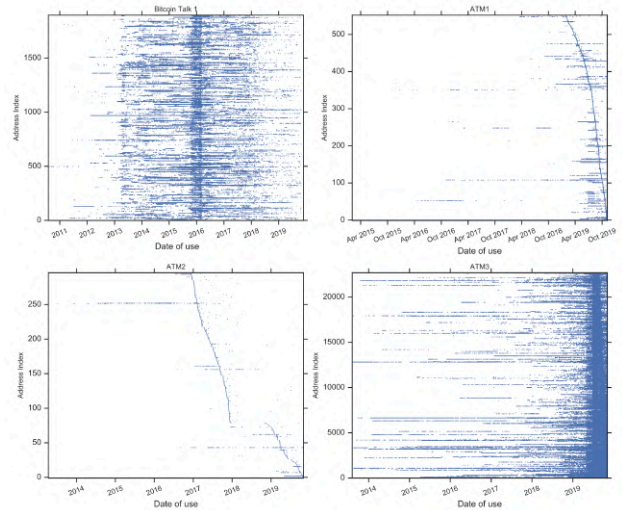 Bitcoin Talk 1
Address Index
1500
1000
500
0
2011 2012 2013 2014 2015 2016 2017 2018 2019
Date of use
ATM1
Address Index
500
400
300
200
100
0
Apr 2015 Oct 2015 Apr 2016 Oct 2016 Apr 2017 Oct 2017 Apr 2018 Oct 2018 Apr 2019 Oct 2019
Date of use
ATM2
Address Index
250
200
150
100
50
0
2014 2015 2016 2017 2018 2019
Date of use
ATM3
Address Index
20000
15000
10000
5000
0
2014 2015 2016 2017 2018 2019
Date of use